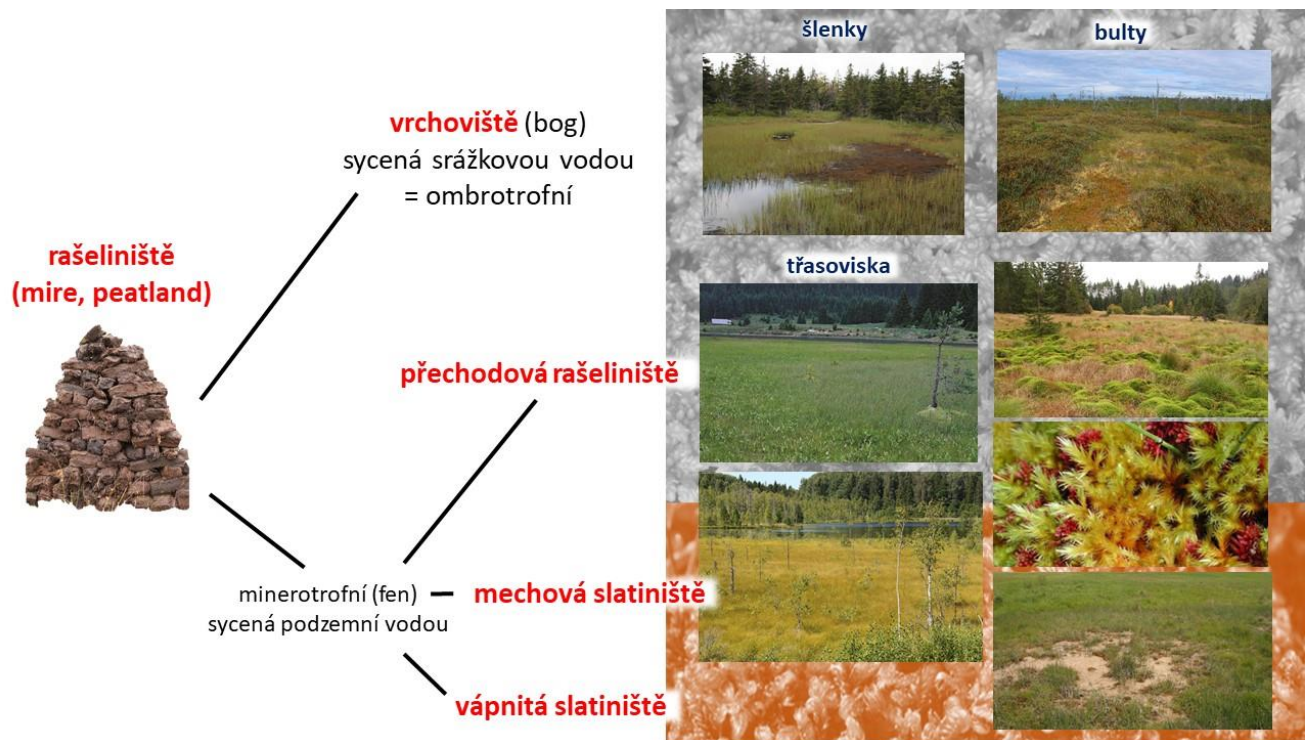 šlenky
bulty
vrchoviště (bog)
sycená srážkovou vodou
= ombrotrofní
rašeliniště
(mire, peatland)
třasoviska
přechodová rašeliniště
minerotrofní (fen)
sycená podzemní vodou
mechová slatiniště
vápnitá slatiniště